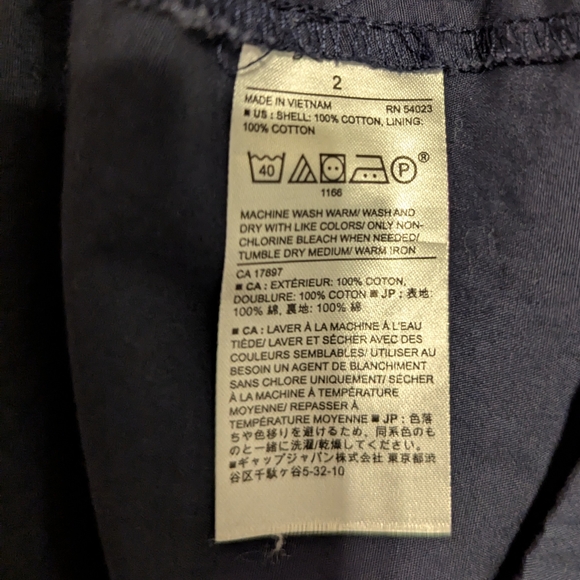 2
MADE IN VIETNAM RN 54023
■ US : SHELL: 100% COTTON, LINING:
100% COTTON
40 P ®
1166
MACHINE WASH WARM/ WASH AND
DRY WITH LIKE COLORS/ ONLY NON-
CHLORINE BLEACH WHEN NEEDED/
TUMBLE DRY MEDIUM/ WARM IRON
CA 17897
■ CA : EXTÉRIEUR: 100% COTON,
DOUBLURE: 100% COTON ■ JP : 表地:
100% 綿, 裏地: 100% 綿
■ CA : LAVER À LA MACHINE À L'EAU
TIÈDE/ LAVER ET SÉCHER AVEC DES
COULEURS SEMBLABLES/ UTILISER AU
BESOIN UN AGENT DE BLANCHIMENT
SANS CHLORE UNIQUEMENT/ SÉCHER
À LA MACHINE À TEMPÉRATURE
MOYENNE/ REPASSER À
TEMPÉRATURE MOYENNE ■ JP : 色落
ちや色移りを避けるため、同系色のも
のと一緒に洗濯/乾燥してください。
■ギャップジャパン株式会社 東京都渋
谷区千駄ヶ谷5-32-10